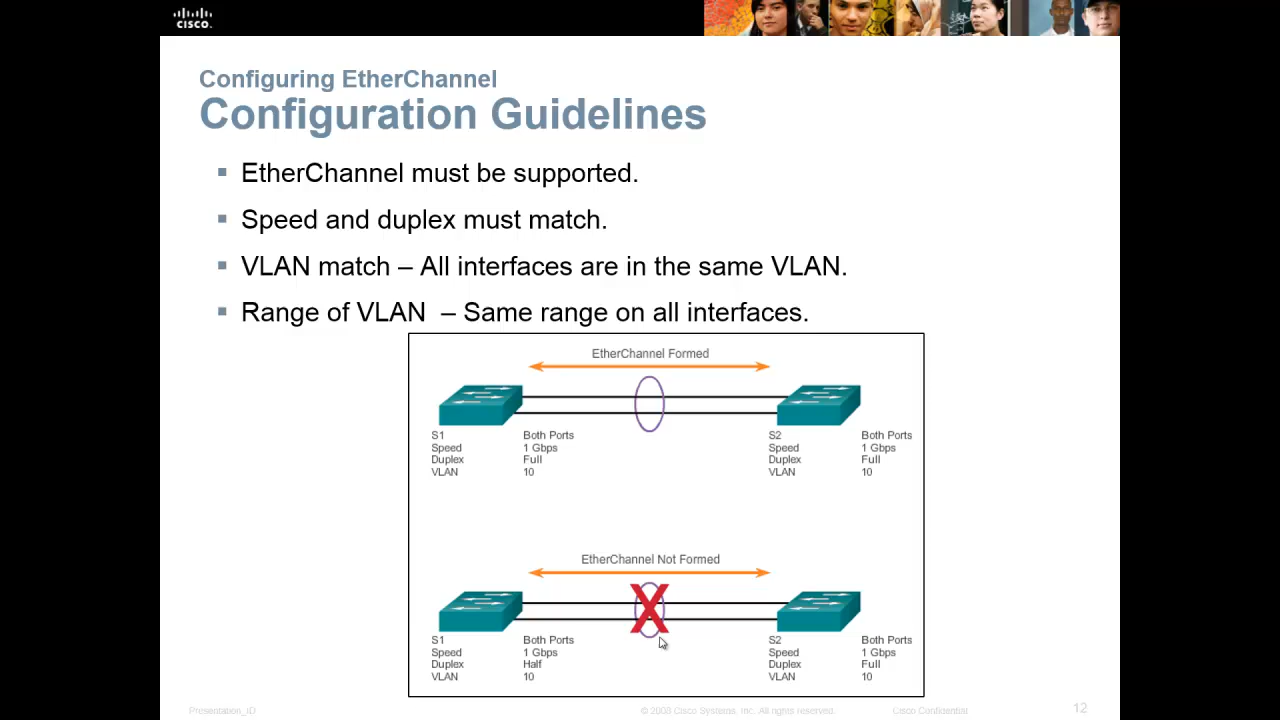 CISCO
Configuring EtherChannel
Configuration Guidelines
EtherChannel must be supported.
Speed and duplex must match.
VLAN match – All interfaces are in the same VLAN.
Range of VLAN – Same range on all interfaces.
EtherChannel Formed
S1 Both Ports
Speed 1 Gbps
Duplex Full
VLAN 10
S2 Both Ports
Speed 1 Gbps
Duplex Full
VLAN 10
EtherChannel Not Formed
X
S1 Both Ports
Speed 1 Gbps
Duplex Half
VLAN 10
S2 Both Ports
Speed 1 Gbps
Duplex Full
VLAN 10
Presentation_ID
© 2008 Cisco Systems, Inc. All rights reserved.
Cisco Confidential
12